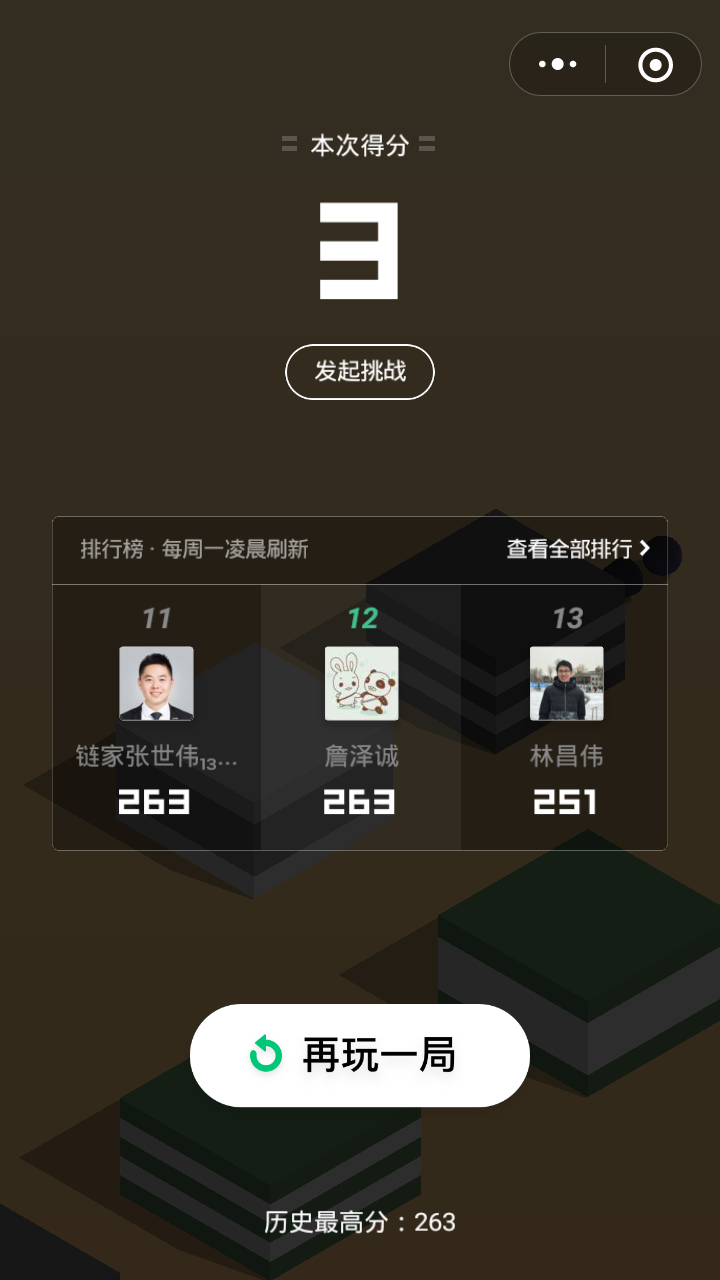 本次得分
3
发起挑战
排行榜 · 每周一凌晨刷新 查看全部排行
11 12 13
链家张世伟13... 詹泽诚 林昌伟
263 263 251
再玩一局
历史最高分：263